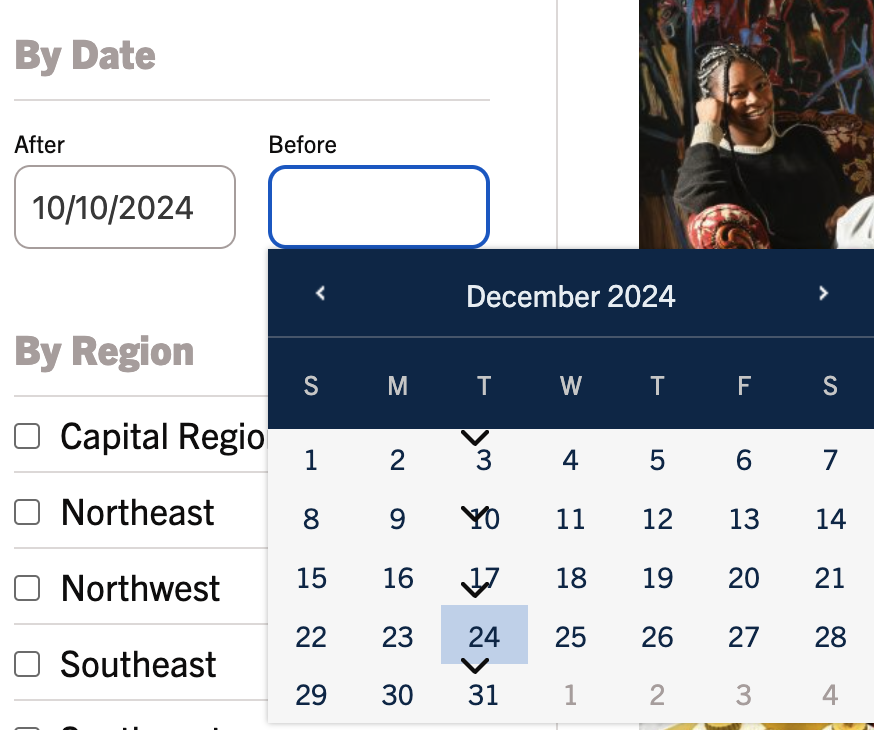 By Date
After
Before
10/10/2024
December 2024
S M T W T F S
By Region
Capital Regio
1 2 3 4 5 6 7
Northeast
8 9 10 11 12 13 14
Northwest
15 16 17 18 19 20 21
Southeast
22 23 24 25 26 27 28
29 30 31 1 2 3 4